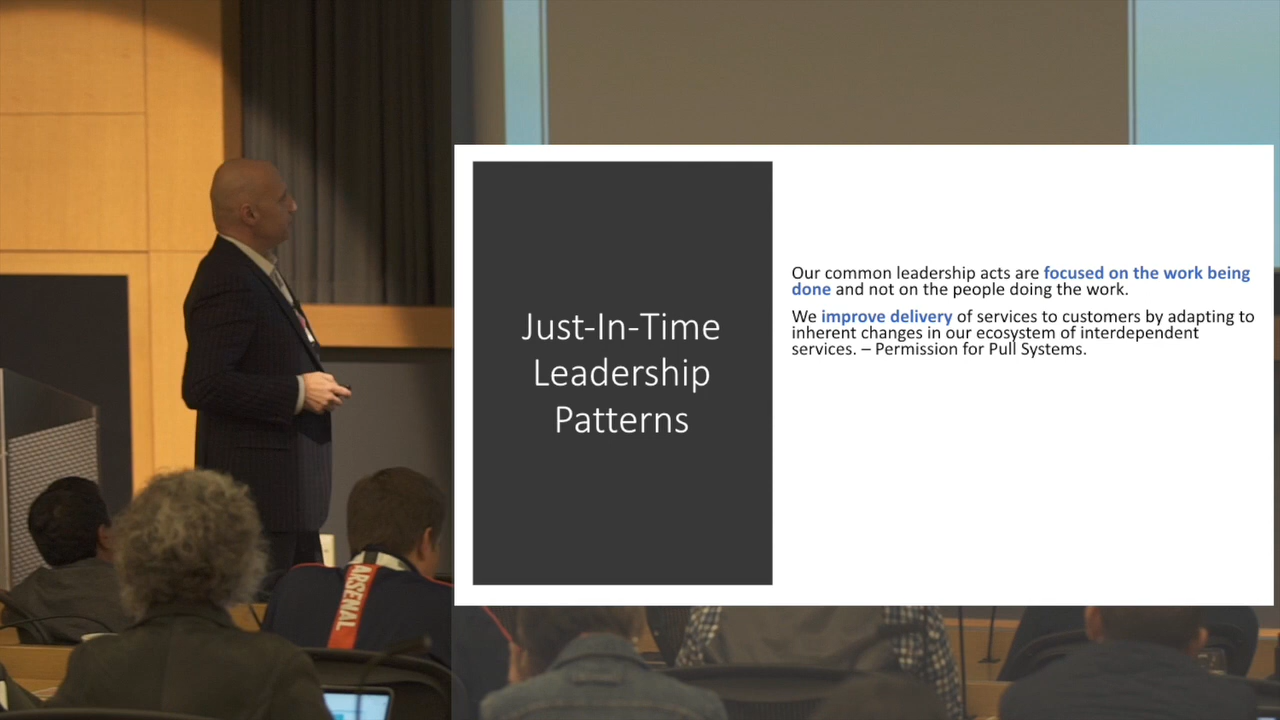 Just-In-Time
Leadership
Patterns
Our common leadership acts are focused on the work being
done and not on the people doing the work.
We improve delivery of services to customers by adapting to
inherent changes in our ecosystem of interdependent
services. – Permission for Pull Systems.
ARSENAL